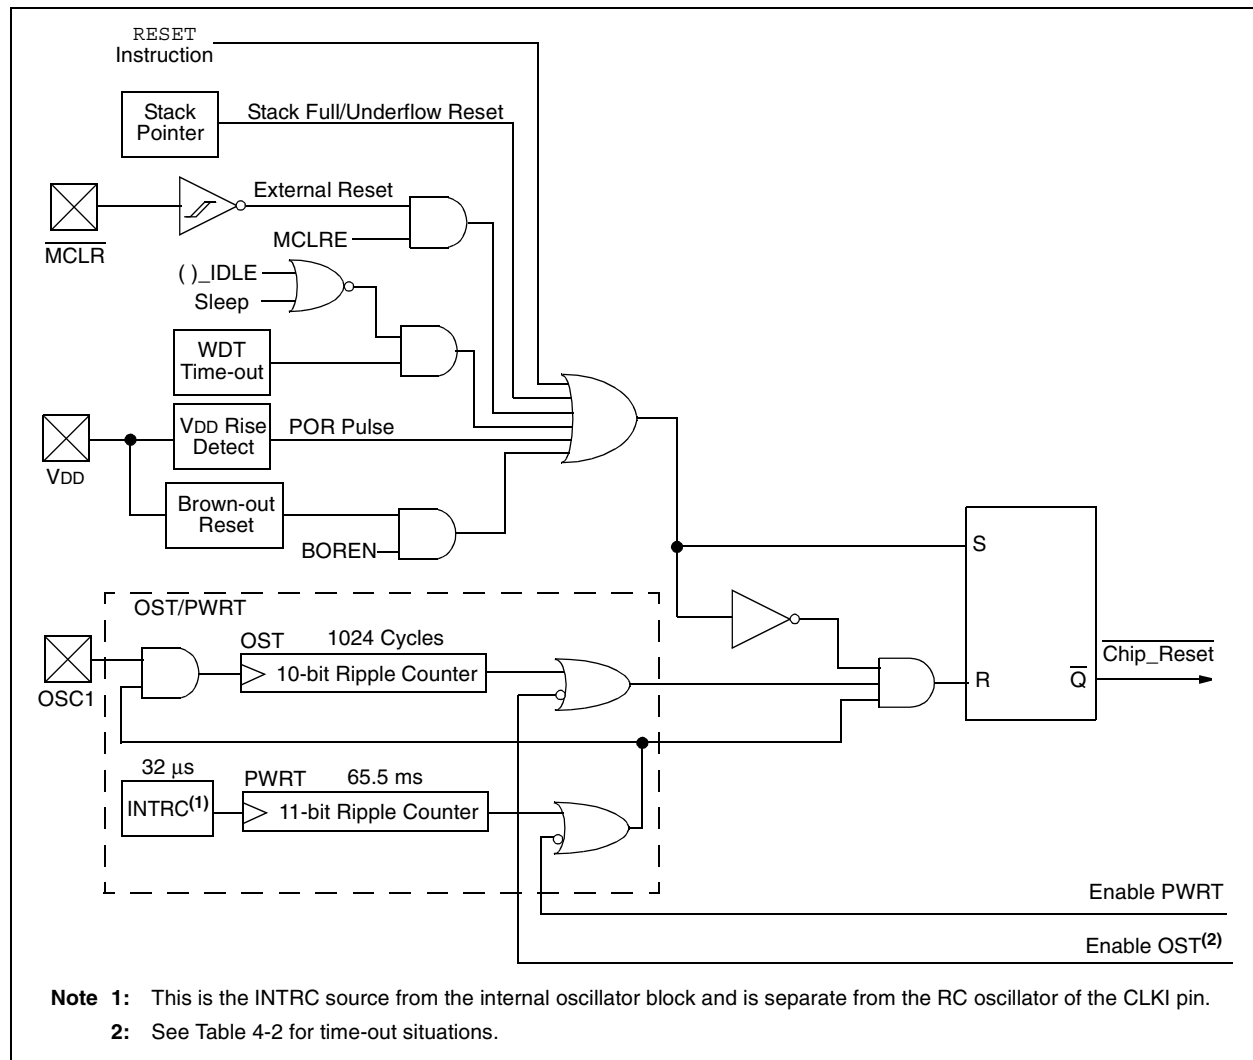 RESET
Instruction
Stack
Pointer
Stack Full/Underflow Reset
External Reset
MCLR
MCLRE
( )_IDLE
Sleep
WDT
Time-out
VDD
VDD Rise
Detect
POR Pulse
Brown-out
Reset
BOREN
S
OST/PWRT
OST
1024 Cycles
10-bit Ripple Counter
OSC1
R
Q
Chip_Reset
32 μs
INTRC(1)
PWRT
65.5 ms
11-bit Ripple Counter
Enable PWRT
Enable OST(2)
Note 1: This is the INTRC source from the internal oscillator block and is separate from the RC oscillator of the CLKI pin.
2: See Table 4-2 for time-out situations.